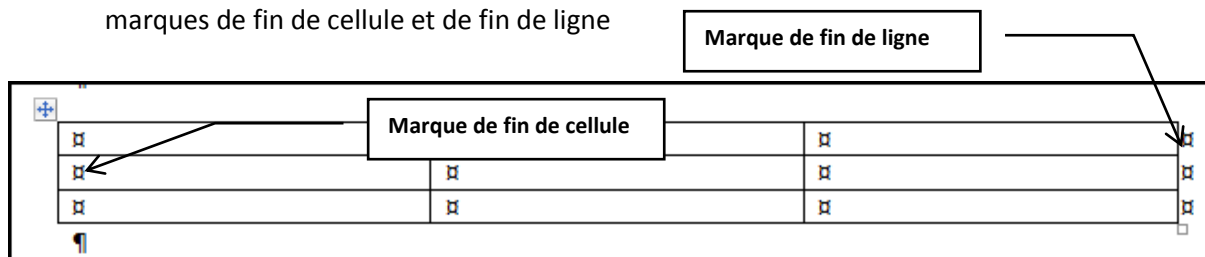 marques de fin de cellule et de fin de ligne
Marque de fin de ligne
Marque de fin de cellule
¤ ¤ ¤
¤ ¤ ¤ ¤
¤ ¤ ¤ ¤
¶